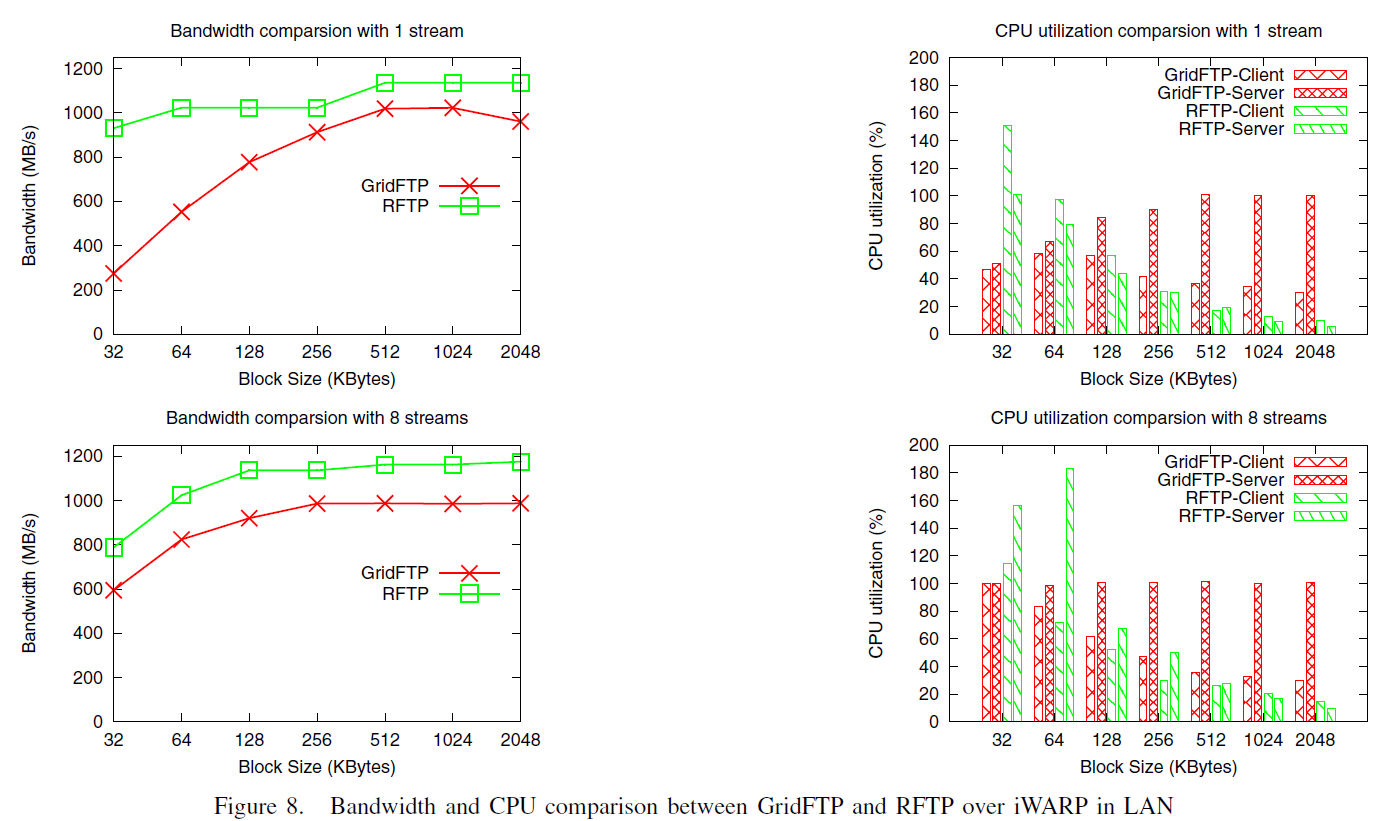 Bandwidth comparsion with 1 stream
Bandwidth (MB/s)
1200
1000
800
600
400
200
0
GridFTP
RFTP
32 64 128 256 512 1024 2048
Block Size (KBytes)
CPU utilization comparsion with 1 stream
CPU utilization (%)
200
180
160
140
120
100
80
60
40
20
0
GridFTP-Client
GridFTP-Server
RFTP-Client
RFTP-Server
32 64 128 256 512 1024 2048
Block Size (KBytes)
Bandwidth comparsion with 8 streams
Bandwidth (MB/s)
1200
1000
800
600
400
200
0
GridFTP
RFTP
32 64 128 256 512 1024 2048
Block Size (KBytes)
CPU utilization comparsion with 8 streams
CPU utilization (%)
200
180
160
140
120
100
80
60
40
20
0
GridFTP-Client
GridFTP-Server
RFTP-Client
RFTP-Server
32 64 128 256 512 1024 2048
Block Size (KBytes)
Figure 8. Bandwidth and CPU comparison between GridFTP and RFTP over iWARP in LAN